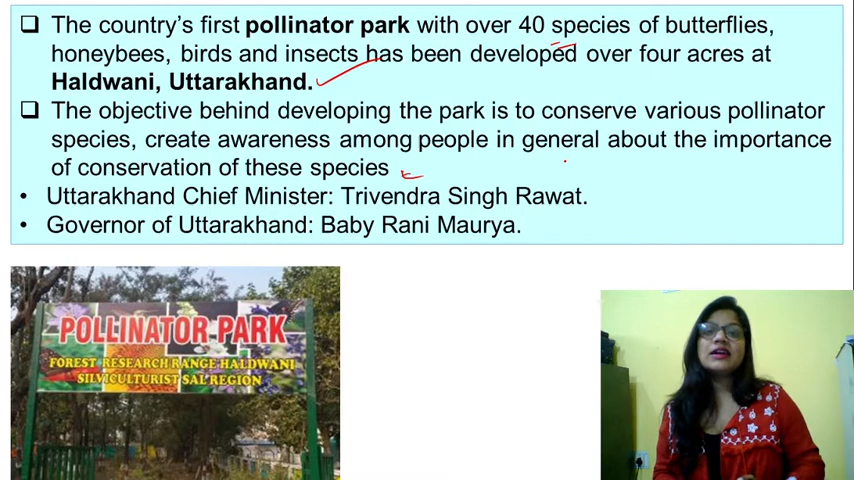 ❑ The country’s first pollinator park with over 40 species of butterflies,
honeybees, birds and insects has been developed over four acres at
Haldwani, Uttarakhand.
❑ The objective behind developing the park is to conserve various pollinator
species, create awareness among people in general about the importance
of conservation of these species
• Uttarakhand Chief Minister: Trivendra Singh Rawat.
• Governor of Uttarakhand: Baby Rani Maurya.
POLLINATOR PARK
FOREST RESEARCH RANGE HALDWANI
SILVICULTURIST SAL REGION